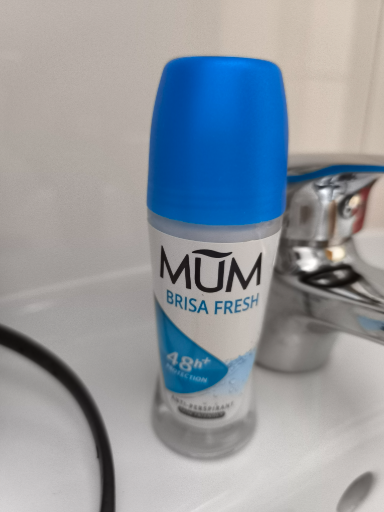 MUM
BRISA FRESH
48h+
PROTECTION
ANTI-PERSPIRANT